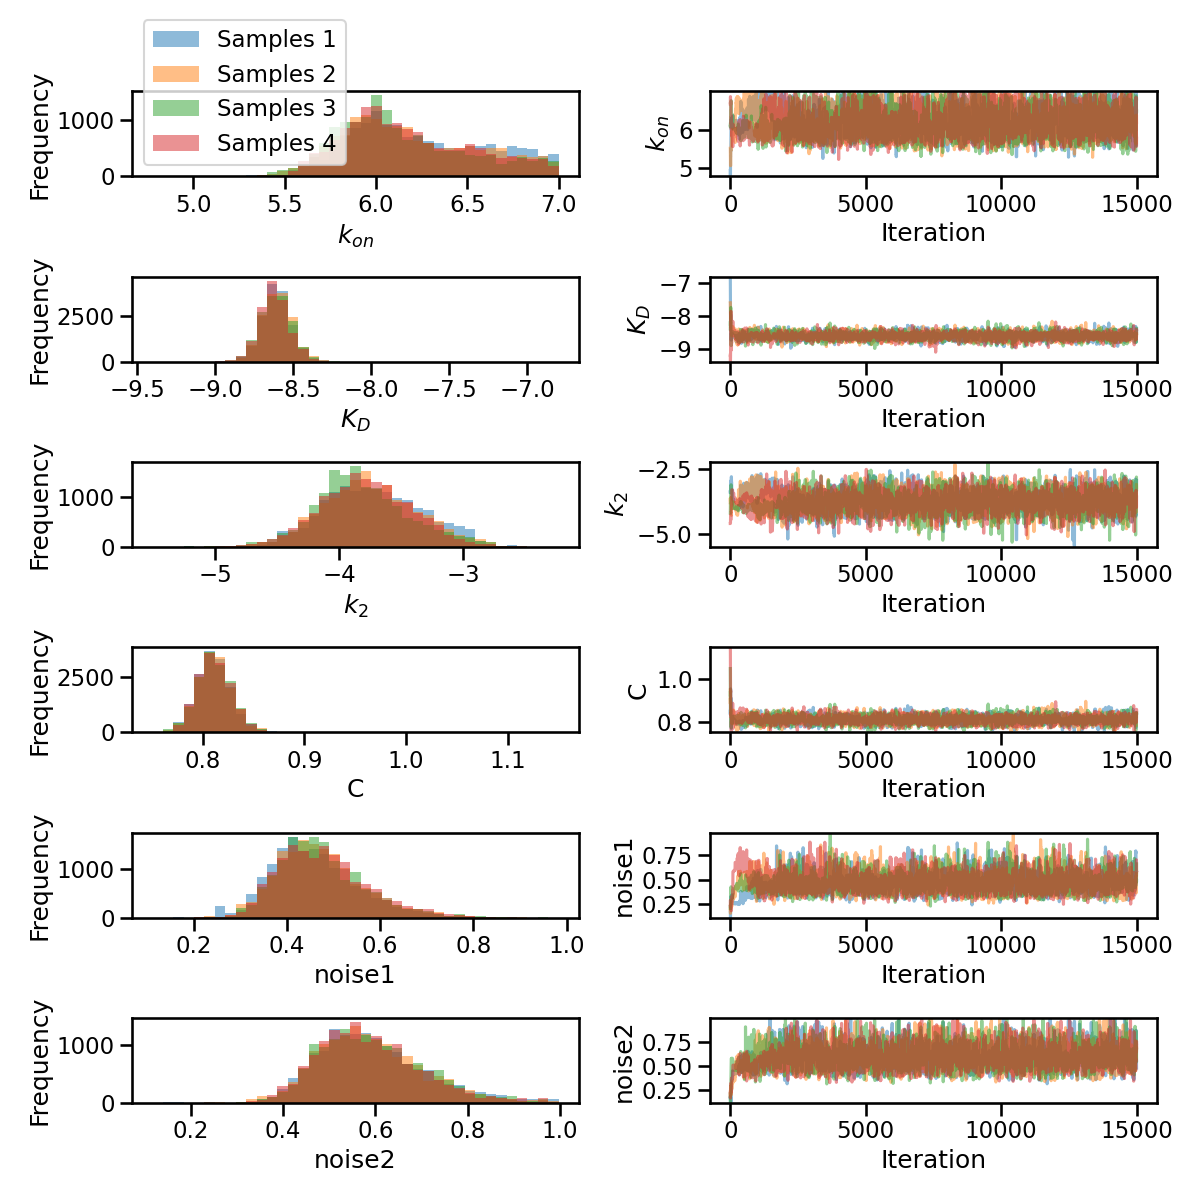 Samples 1
Samples 2
Samples 3
Samples 4
Frequency
1000
0
5.0 5.5 6.0 6.5 7.0
k_on
k_on
6
5
0 5000 10000 15000
Iteration
Frequency
2500
0
−9.5 −9.0 −8.5 −8.0 −7.5 −7.0
K_D
K_D
−7
−8
−9
0 5000 10000 15000
Iteration
Frequency
1000
0
−5 −4 −3
k_2
k_2
−2.5
−5.0
0 5000 10000 15000
Iteration
Frequency
2500
0
0.8 0.9 1.0 1.1
C
C
1.0
0.8
0 5000 10000 15000
Iteration
Frequency
1000
0
0.2 0.4 0.6 0.8 1.0
noise1
noise1
0.75
0.50
0.25
0 5000 10000 15000
Iteration
Frequency
1000
0
0.2 0.4 0.6 0.8 1.0
noise2
noise2
0.75
0.50
0.25
0 5000 10000 15000
Iteration